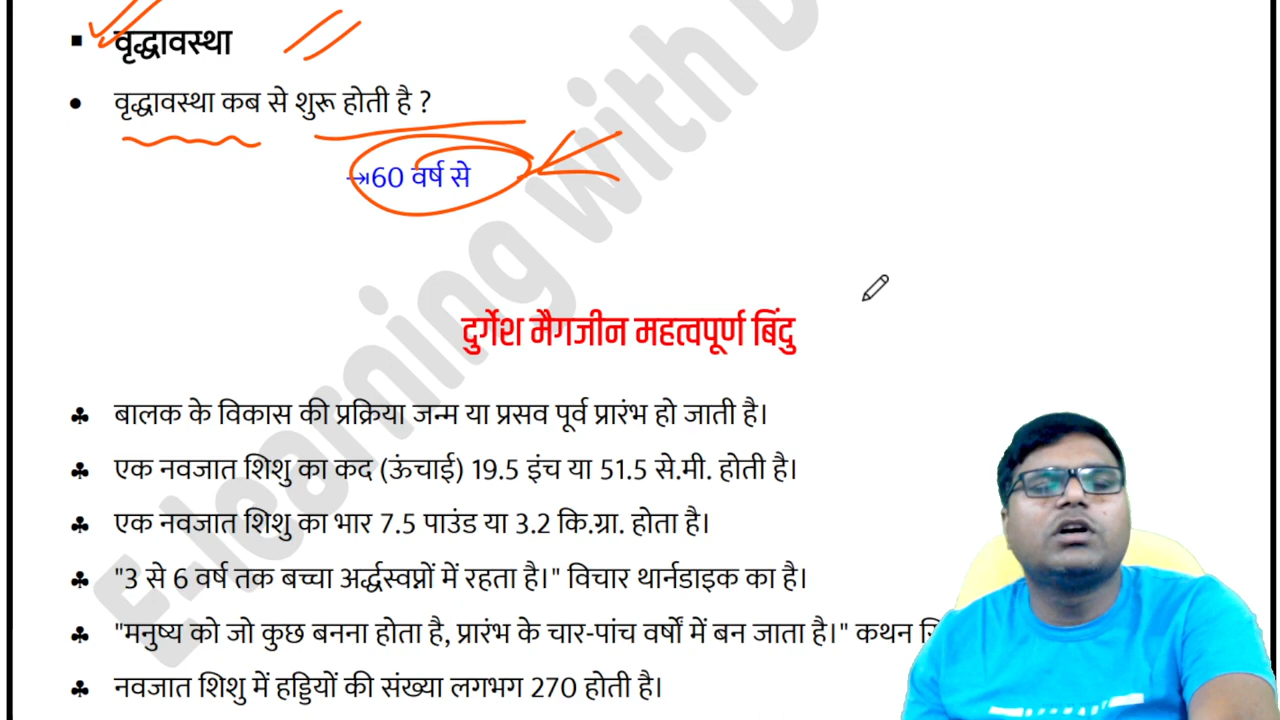 वृद्धावस्था
वृद्धावस्था कब से शुरू होती है ?
⇥60 वर्ष से
दुर्गेश मैगजीन महत्वपूर्ण बिंदु
बालक के विकास की प्रक्रिया जन्म या प्रसव पूर्व प्रारंभ हो जाती है।
एक नवजात शिशु का कद (ऊंचाई) 19.5 इंच या 51.5 से.मी. होती है।
एक नवजात शिशु का भार 7.5 पाउंड या 3.2 कि.ग्रा. होता है।
"3 से 6 वर्ष तक बच्चा अर्द्धस्वप्नों में रहता है।" विचार थार्नडाइक का है।
"मनुष्य को जो कुछ बनना होता है, प्रारंभ के चार-पांच वर्षों में बन जाता है।" कथन
नवजात शिशु में हड्डियों की संख्या लगभग 270 होती है।
E-learning with D